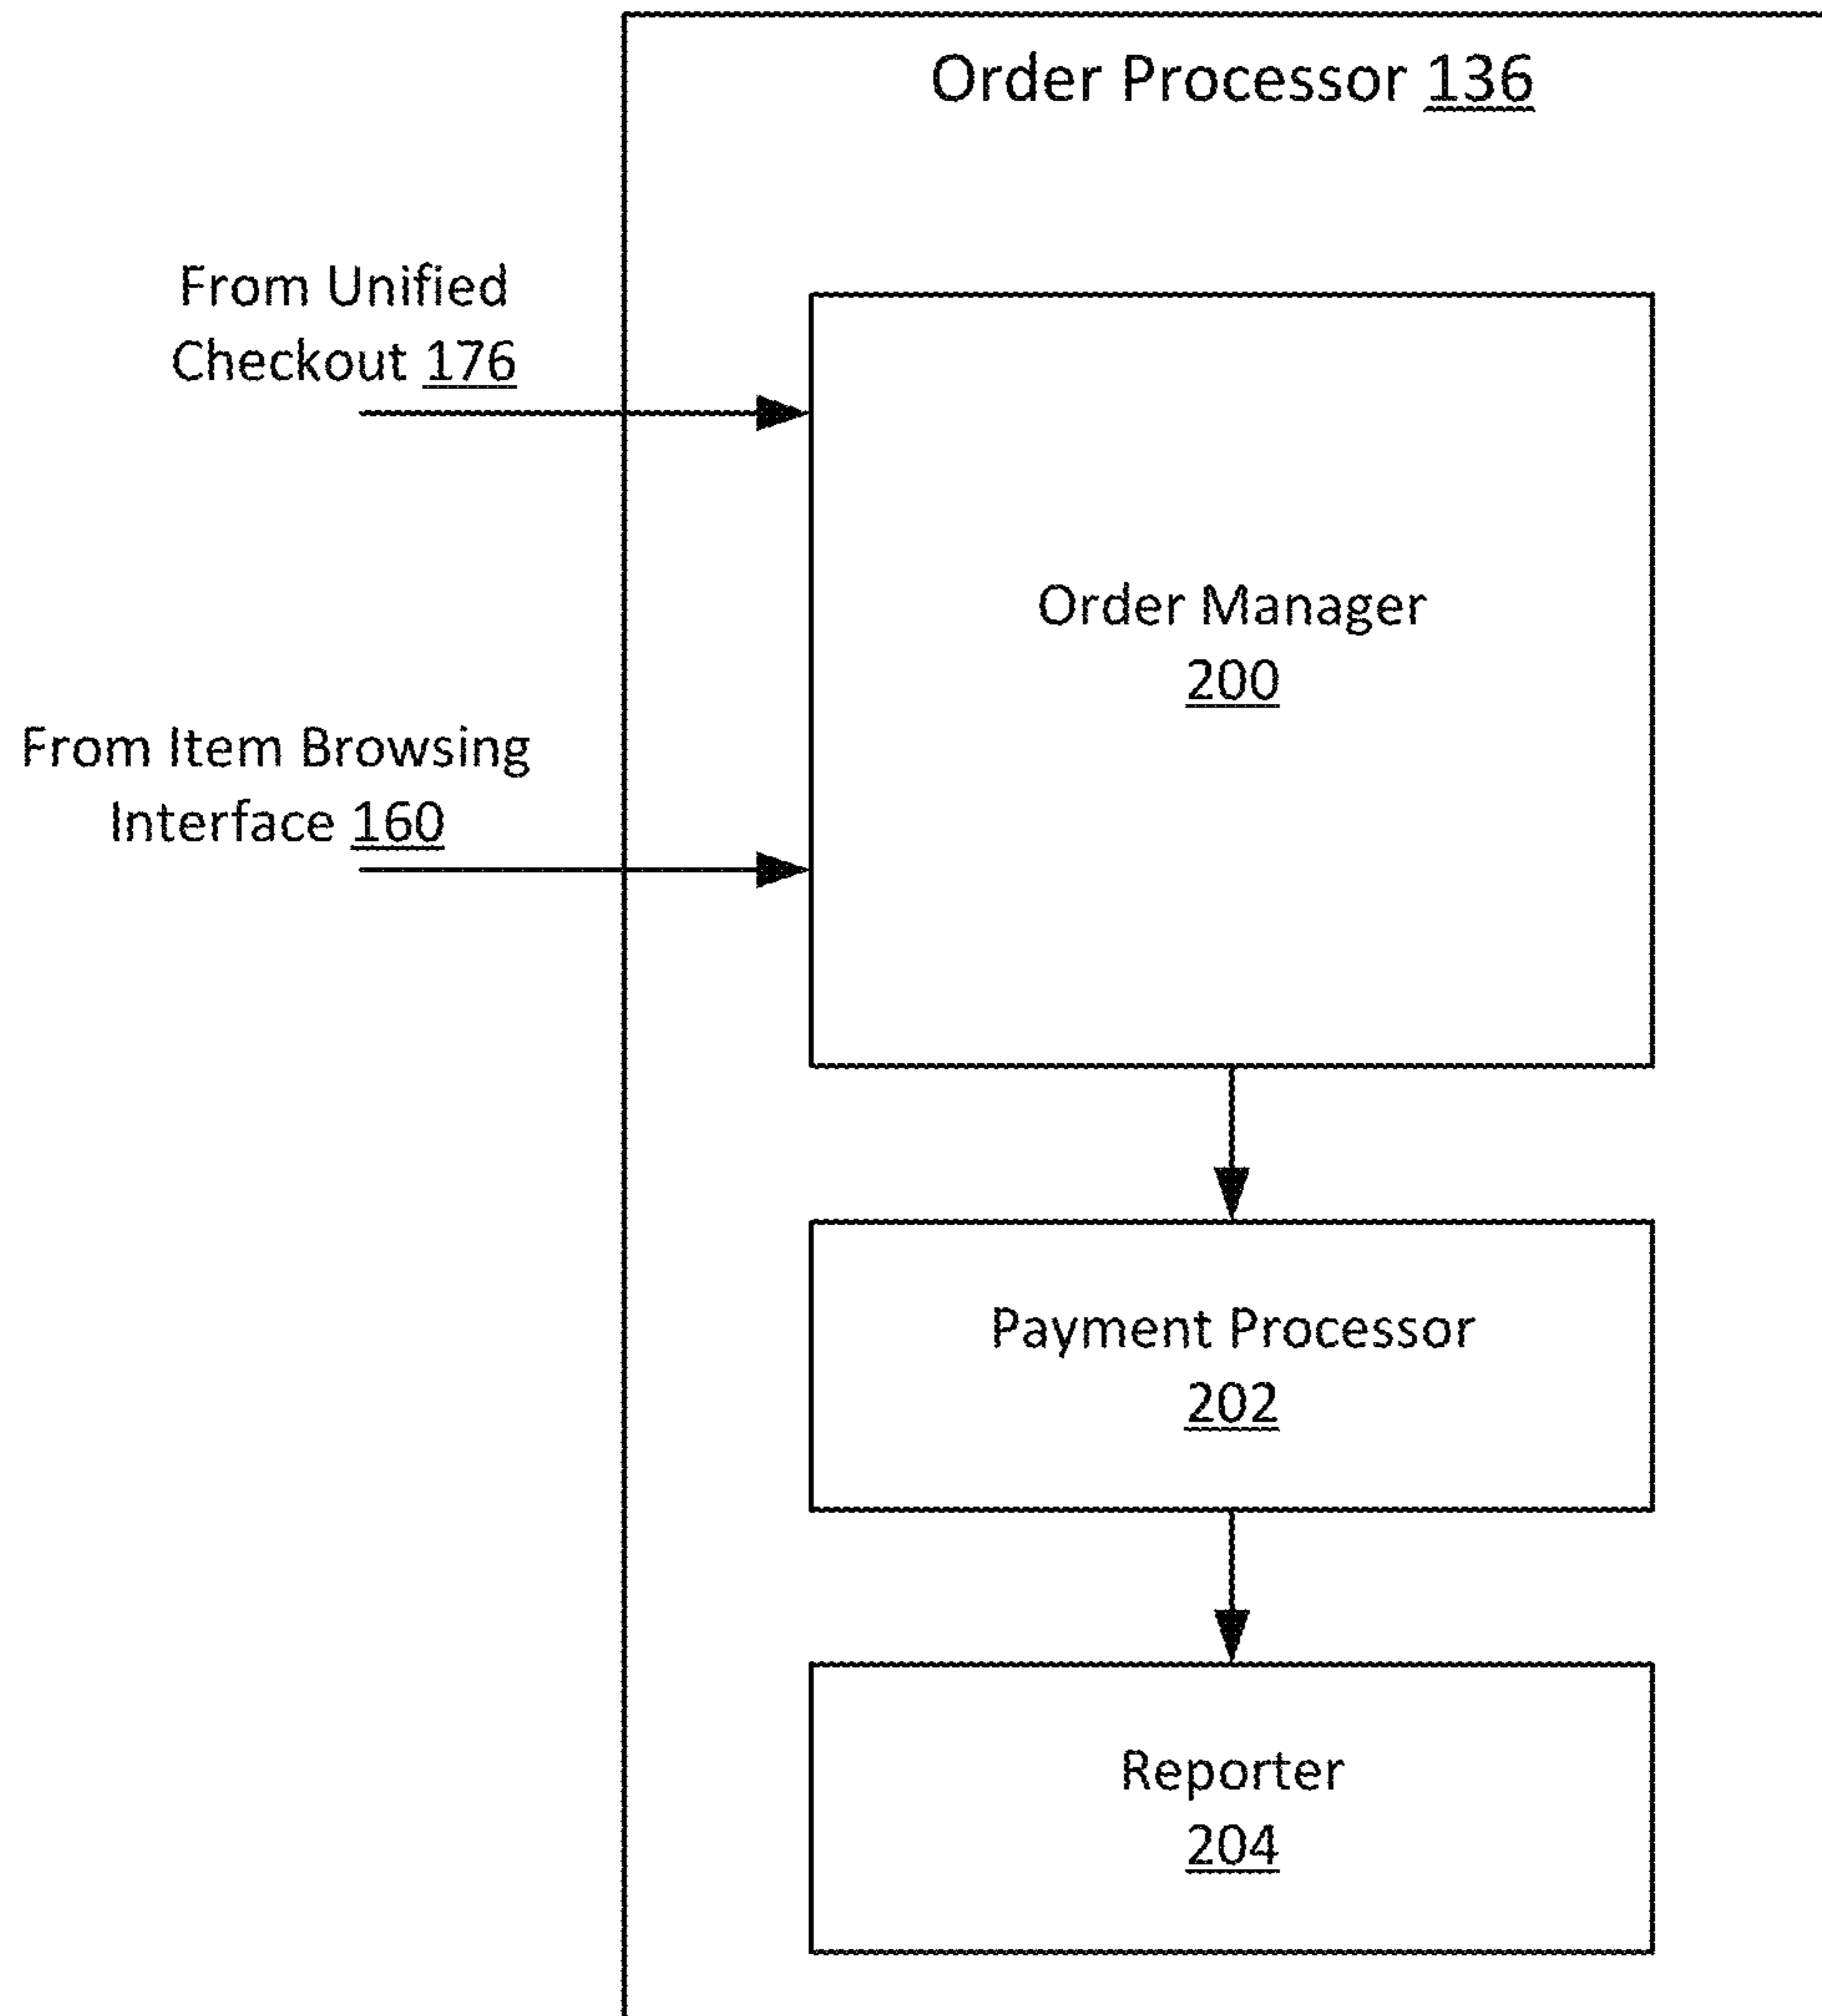 Order Processor 136
From Unified
Checkout 176
Order Manager
200
From Item Browsing
Interface 160
Payment Processor
202
Reporter
204